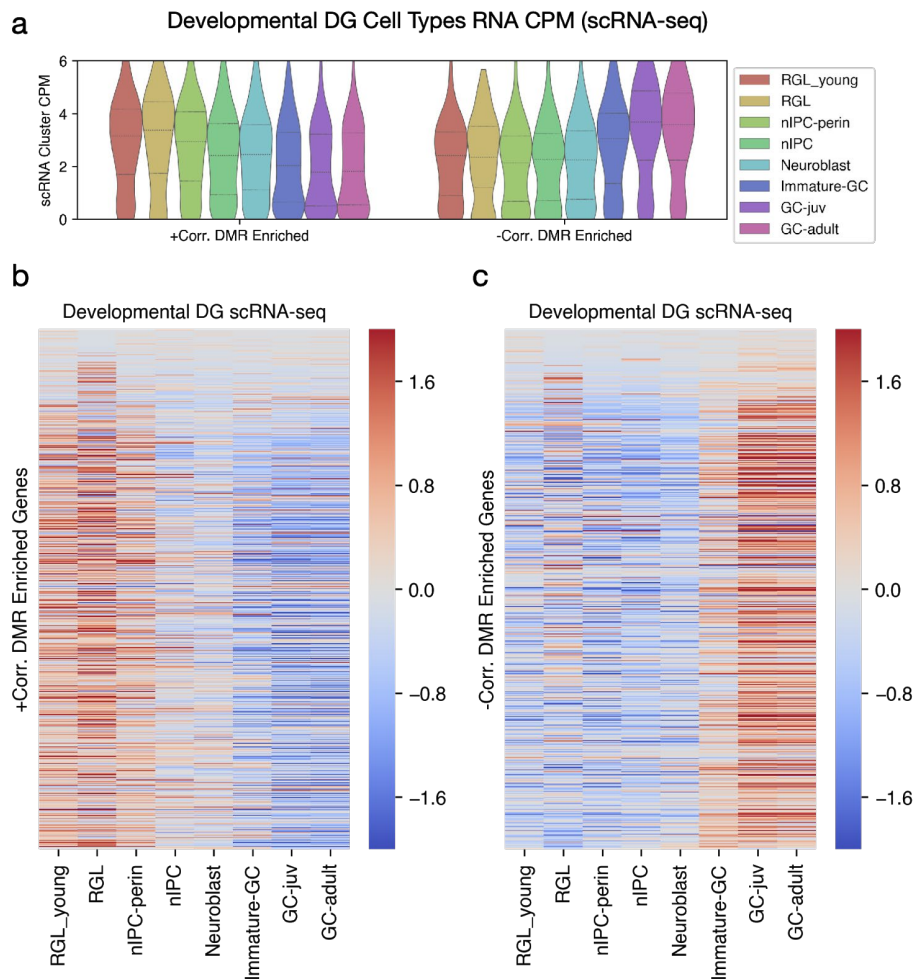 a
Developmental DG Cell Types RNA CPM (scRNA-seq)
scRNA Cluster CPM
6
4
2
0
+Corr. DMR Enriched
-Corr. DMR Enriched
RGL_young
RGL
nIPC-perin
nIPC
Neuroblast
Immature-GC
GC-juv
GC-adult
b
Developmental DG scRNA-seq
+Corr. DMR Enriched Genes
1.6
0.8
0.0
−0.8
−1.6
RGL_young
RGL
nIPC-perin
nIPC
Neuroblast
Immature-GC
GC-juv
GC-adult
c
Developmental DG scRNA-seq
-Corr. DMR Enriched Genes
1.6
0.8
0.0
−0.8
−1.6
RGL_young
RGL
nIPC-perin
nIPC
Neuroblast
Immature-GC
GC-juv
GC-adult